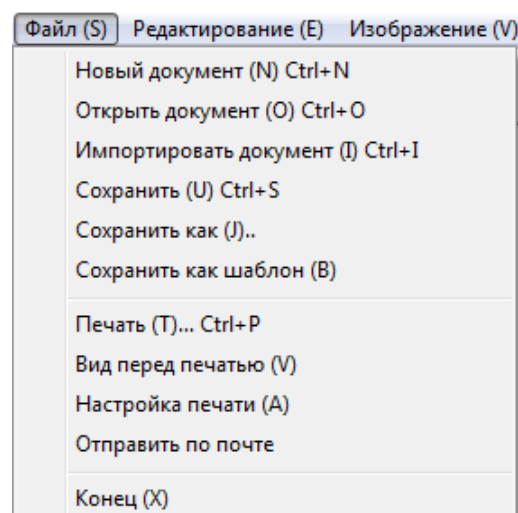 Файл (S) Редактирование (E) Изображение (V)
Новый документ (N) Ctrl+N
Открыть документ (O) Ctrl+O
Импортировать документ (I) Ctrl+I
Сохранить (U) Ctrl+S
Сохранить как (J)..
Сохранить как шаблон (B)
Печать (T)... Ctrl+P
Вид перед печатью (V)
Настройка печати (A)
Отправить по почте
Конец (X)